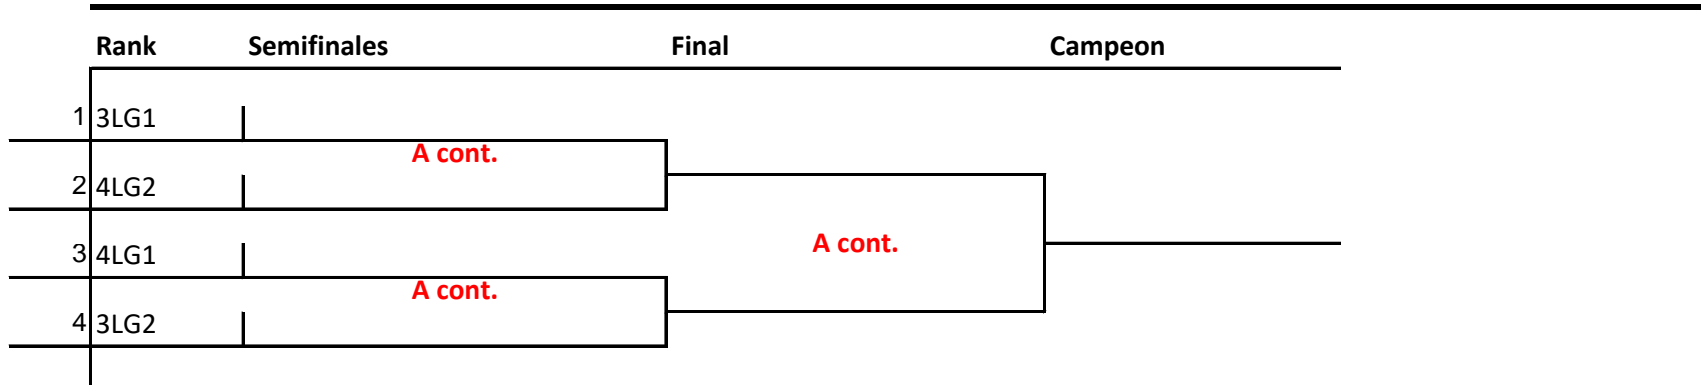 Rank Semifinales Final Campeon
1 3LG1
A cont.
2 4LG2
A cont.
3 4LG1
A cont.
4 3LG2